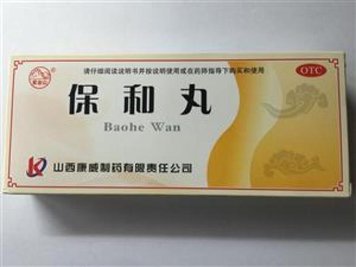 请仔细阅读说明书并按说明使用或在药师指导下购买和使用
OTC
保和丸
Baohe Wan
山西康威制药有限责任公司